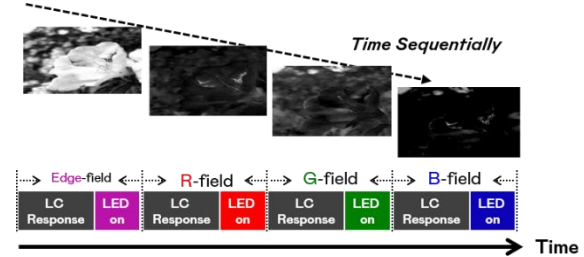 Time Sequentially
Edge-field R-field G-field B-field
LC Response LED on LC Response LED on LC Response LED on LC Response LED on
Time